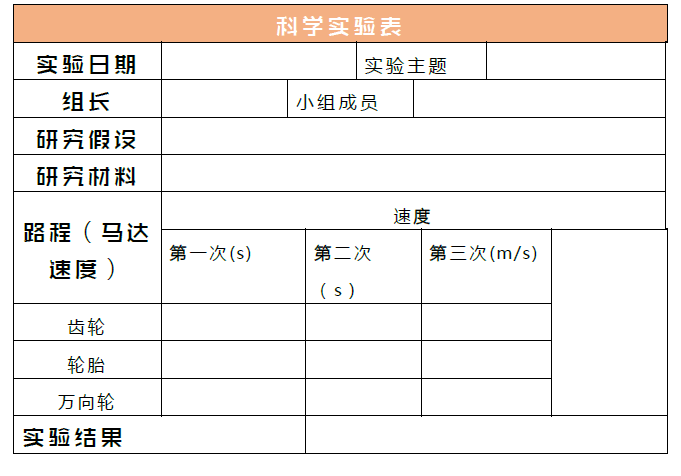 科学实验表
实验日期 实验主题
组长 小组成员
研究假设
研究材料
路程（马达速度） 速度
第一次(s) 第二次（s） 第三次(m/s)
齿轮
轮胎
万向轮
实验结果